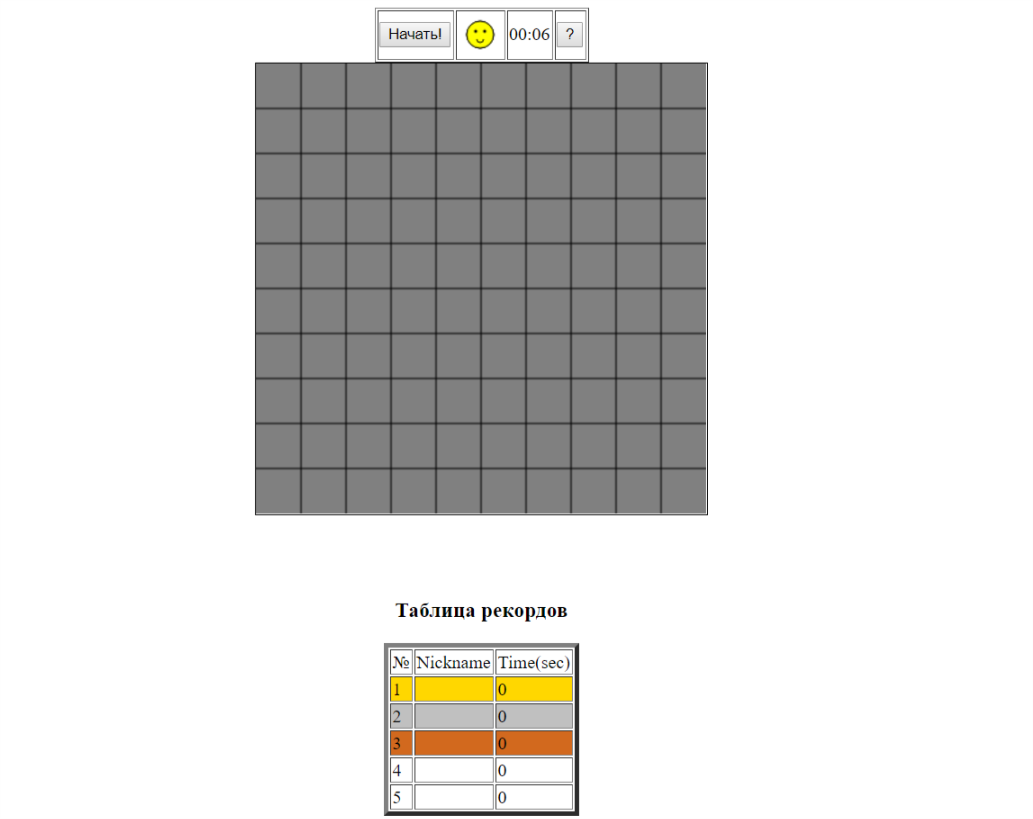 Начать! 00:06 ?
Таблица рекордов
№ Nickname Time(sec)
1 0
2 0
3 0
4 0
5 0